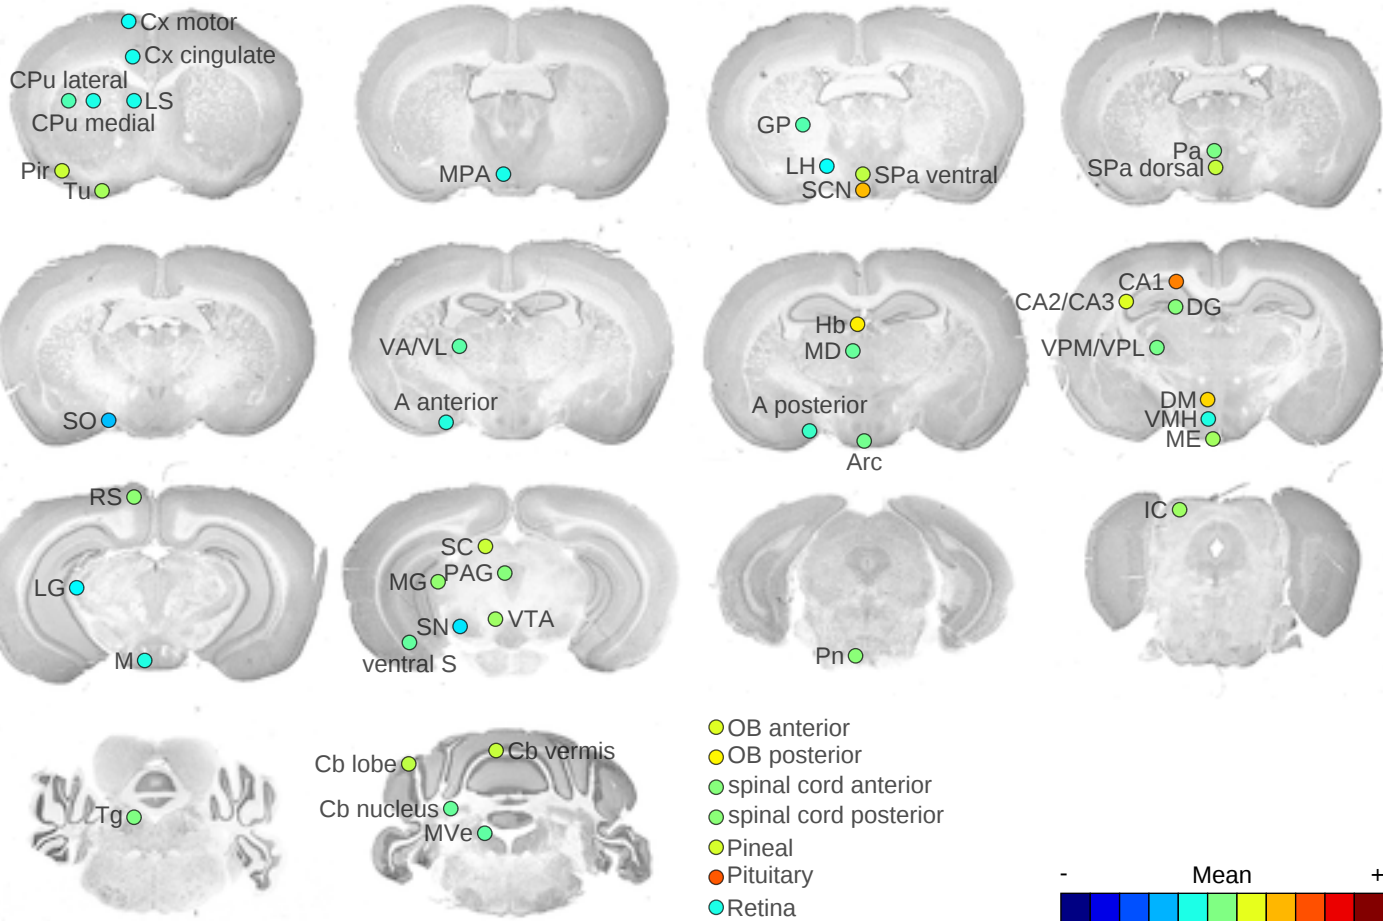 Cx motor
Cx cingulate
CPu lateral
LS
CPu medial
Pir
Tu
MPA
GP
LH
SPa ventral
SCN
Pa
SPa dorsal
SO
VA/VL
A anterior
Hb
MD
A posterior
Arc
CA1
CA2/CA3
DG
VPM/VPL
DM
VMH
ME
RS
LG
M
SC
MG
PAG
SN
VTA
ventral S
Pn
IC
Tg
Cb lobe
Cb vermis
Cb nucleus
MVe
OB anterior
OB posterior
spinal cord anterior
spinal cord posterior
Pineal
Pituitary
Retina
- Mean +